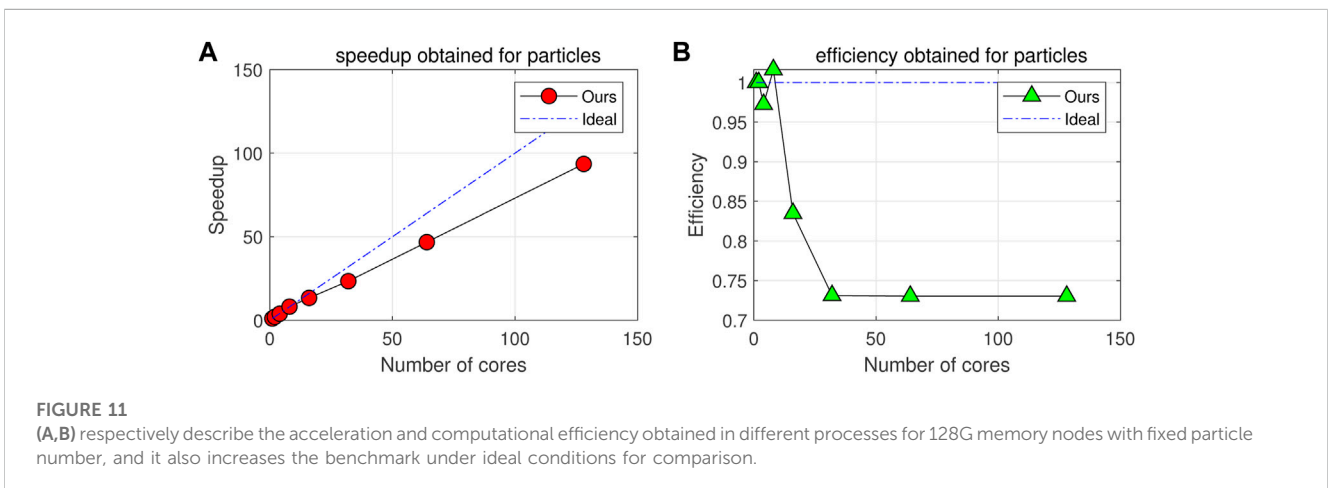 A
speedup obtained for particles
150
100
50
0
Speedup
0
50
100
150
Number of cores
Ours
Ideal
B
efficiency obtained for particles
1
0.95
0.9
0.85
0.8
0.75
0.7
Efficiency
0
50
100
150
Number of cores
Ours
Ideal
FIGURE 11
(A,B) respectively describe the acceleration and computational efficiency obtained in different processes for 128G memory nodes with fixed particle
number, and it also increases the benchmark under ideal conditions for comparison.